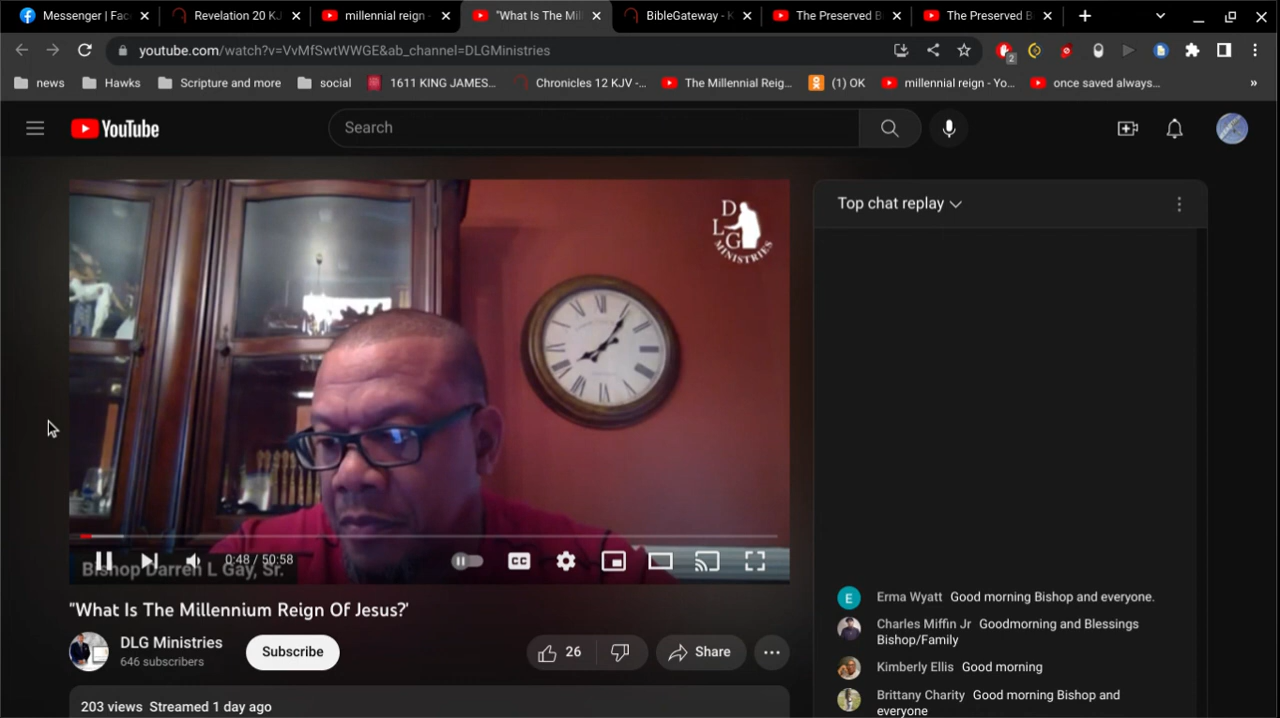 Messenger | Fac
Revelation 20 KJ
millennial reign -
"What Is The Mil
BibleGateway - K
The Preserved B
The Preserved B
youtube.com/watch?v=VvMfSwtWWGE&ab_channel=DLGMinistries
2
news
Hawks
Scripture and more
social
1611 KING JAMES...
Chronicles 12 KJV -...
The Millennial Reig...
(1) OK
millennial reign - Yo...
once saved always...
»
YouTube
Search
D
L
G
MINISTRIES
Top chat replay
0:48 / 50:58
CC
Bishop Darren L Gay, Sr.
"What Is The Millennium Reign Of Jesus?'
DLG Ministries
646 subscribers
Subscribe
26
Share
203 views Streamed 1 day ago
E
Erma Wyatt Good morning Bishop and everyone.
Charles Miffin Jr Goodmorning and Blessings
Bishop/Family
Kimberly Ellis Good morning
Brittany Charity Good morning Bishop and
everyone